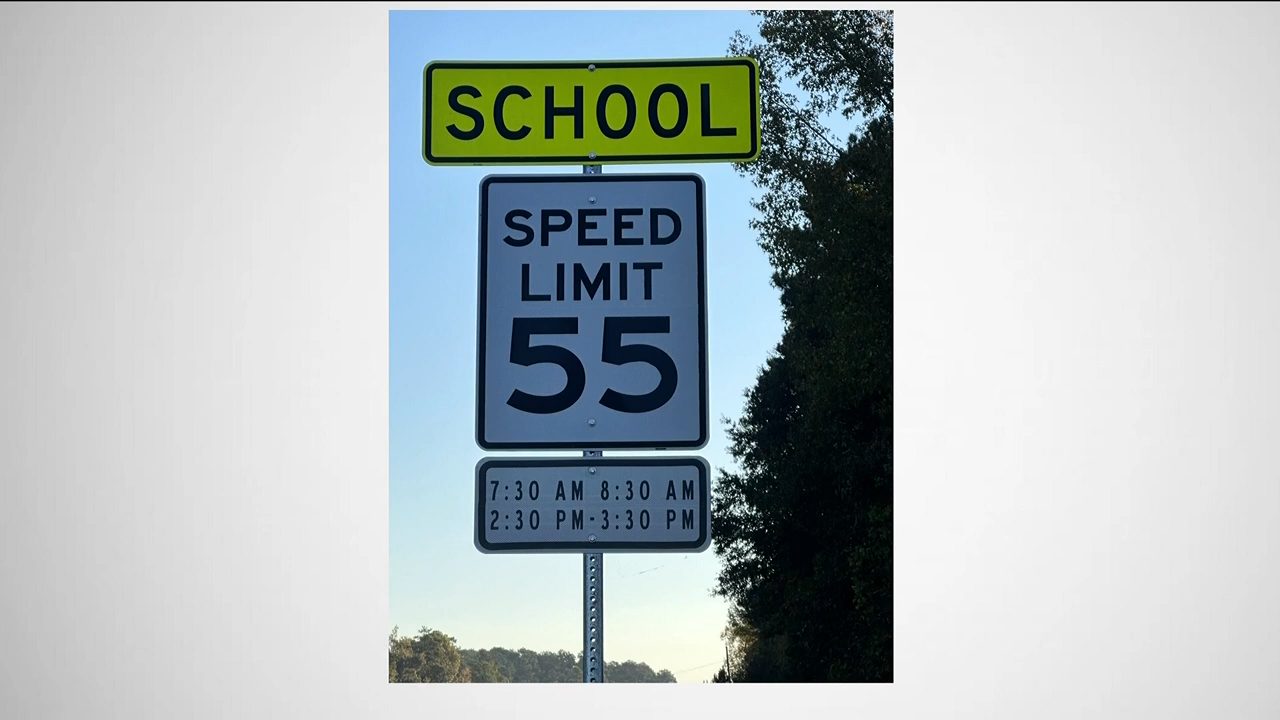 SCHOOL
SPEED
LIMIT
55
7:30 AM 8:30 AM
2:30 PM-3:30 PM